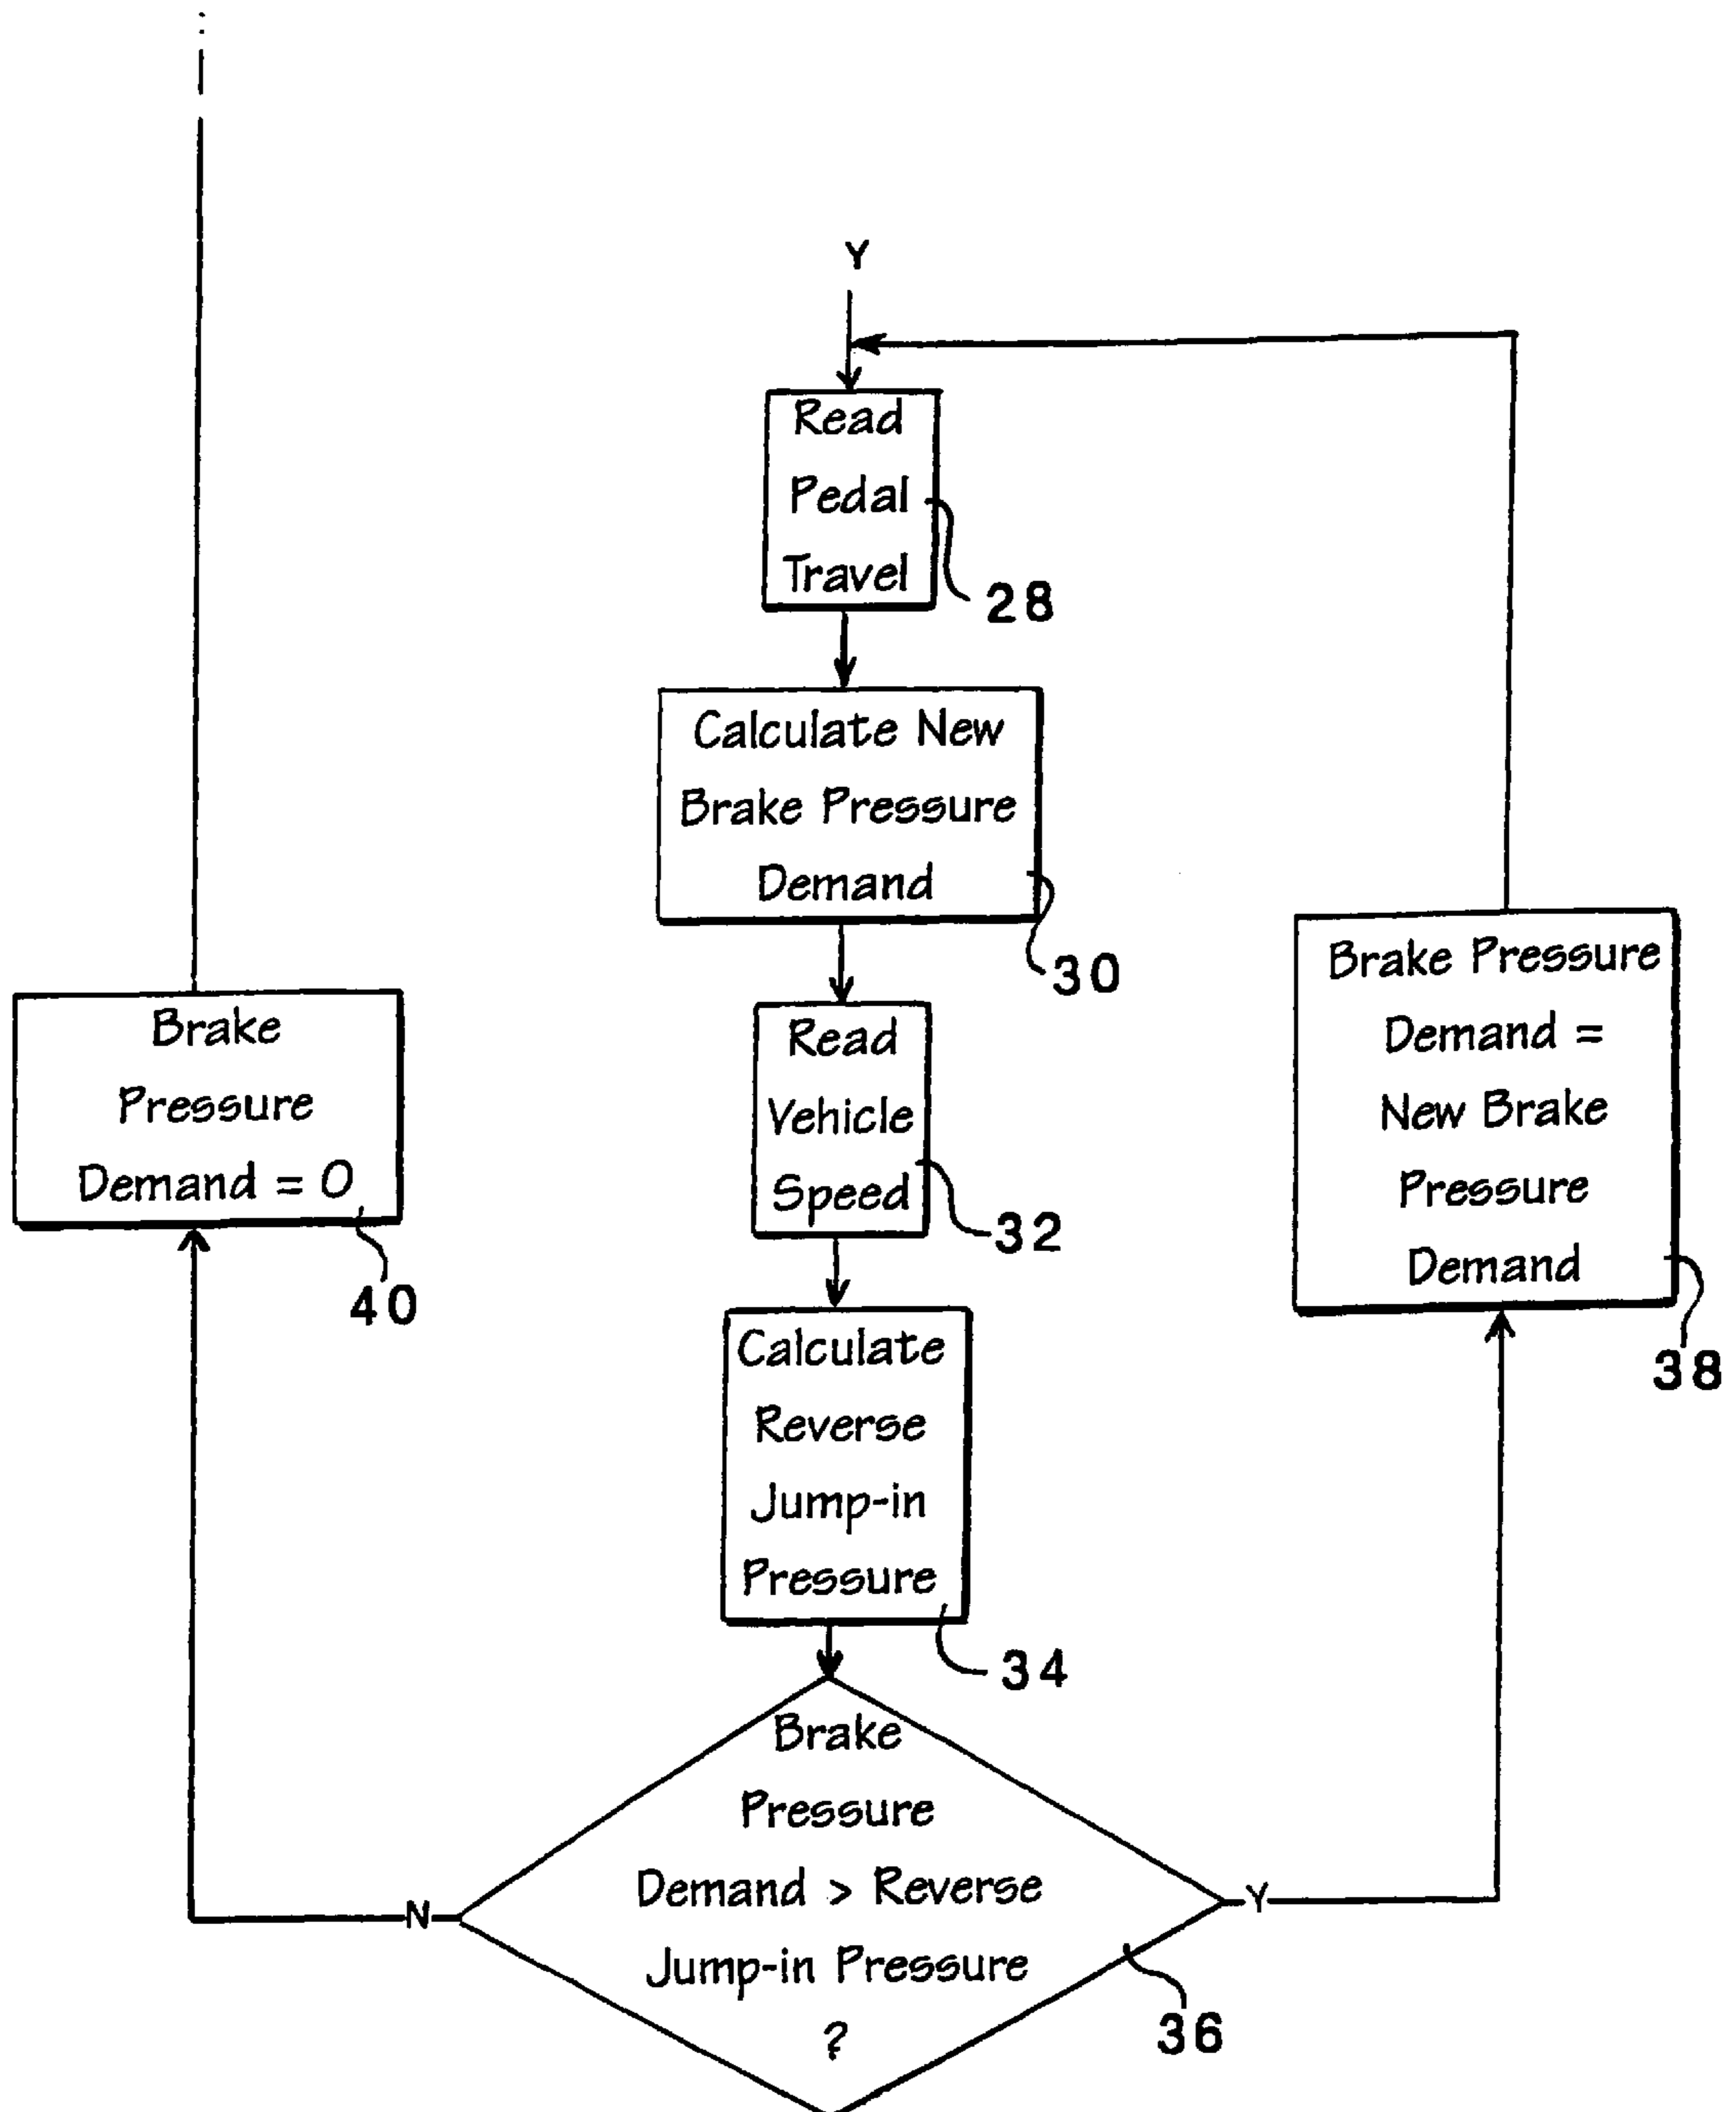 Y
Read
Pedal
Travel
28
Calculate New
Brake Pressure
Demand
30
Read
Vehicle
Speed
32
Calculate
Reverse
Jump-in
Pressure
34
Brake
Pressure
Demand > Reverse
Jump-in Pressure
?
36
N
Y
Brake
Pressure
Demand = 0
40
Brake Pressure
Demand =
New Brake
Pressure
Demand
38